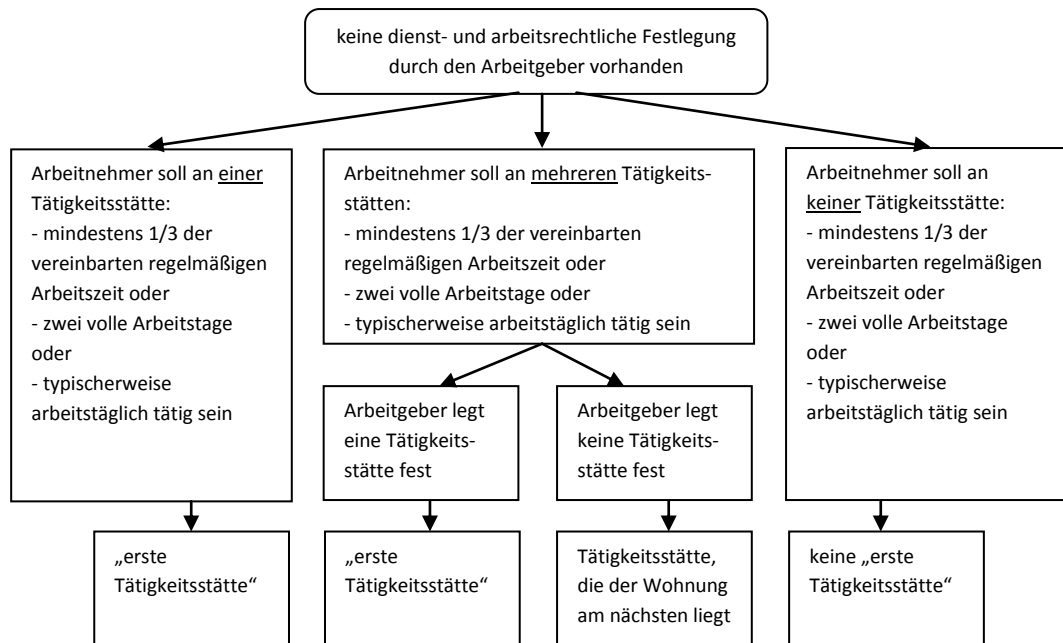 keine dienst- und arbeitsrechtliche Festlegung
durch den Arbeitgeber vorhanden
Arbeitnehmer soll an einer
Tätigkeitsstätte:
- mindestens 1/3 der
vereinbarten regelmäßigen
Arbeitszeit oder
- zwei volle Arbeitstage
oder
- typischerweise
arbeitstäglich tätig sein
Arbeitnehmer soll an mehreren Tätigkeits-
stätten:
- mindestens 1/3 der vereinbarten
regelmäßigen Arbeitszeit oder
- zwei volle Arbeitstage oder
- typischerweise arbeitstäglich tätig sein
Arbeitnehmer soll an
keiner Tätigkeitsstätte:
- mindestens 1/3 der
vereinbarten regelmäßigen
Arbeitszeit oder
- zwei volle Arbeitstage
oder
- typischerweise
arbeitstäglich tätig sein
Arbeitgeber legt
eine Tätigkeits-
stätte fest
Arbeitgeber legt
keine Tätigkeits-
stätte fest
„erste
Tätigkeitsstätte“
„erste
Tätigkeitsstätte“
Tätigkeitsstätte,
die der Wohnung
am nächsten liegt
keine „erste
Tätigkeitsstätte“